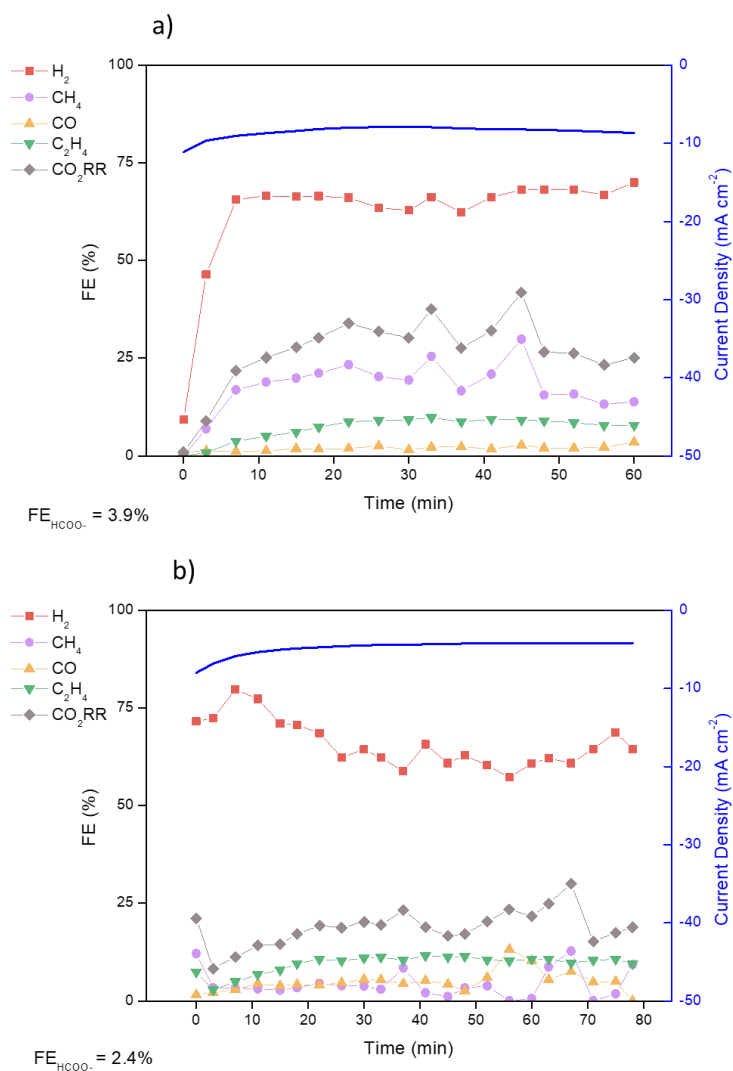 a)
H₂
CH₄
CO
C₂H₄
CO₂RR
100
75
50
25
0
FE (%)
0
-10
-20
-30
-40
-50
Current Density (mA cm⁻²)
0 10 20 30 40 50 60
Time (min)
FE_HCOO- = 3.9%
b)
H₂
CH₄
CO
C₂H₄
CO₂RR
100
75
50
25
0
FE (%)
0
-10
-20
-30
-40
-50
Current Density (mA cm⁻²)
0 10 20 30 40 50 60 70 80
Time (min)
FE_HCOO- = 2.4%